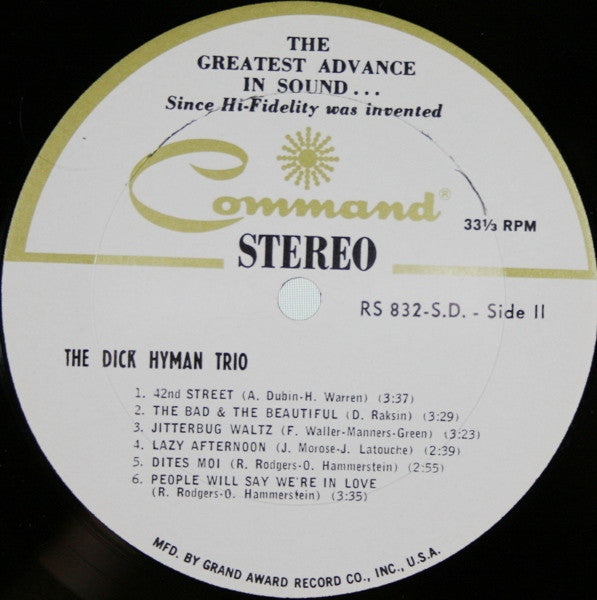 THE
GREATEST ADVANCE
IN SOUND...
Since Hi-Fidelity was invented
Command®
33⅓ RPM
STEREO
RS 832-S.D. - Side II
THE DICK HYMAN TRIO
1. 42nd STREET (A. Dubin-H. Warren) (3:37)
2. THE BAD & THE BEAUTIFUL (D. Raksin) (3:29)
3. JITTERBUG WALTZ (F. Waller-Manners-Green) (3:23)
4. LAZY AFTERNOON (J. Morose-J. Latouche) (2:39)
5. DITES MOI (R. Rodgers-O. Hammerstein) (2:55)
6. PEOPLE WILL SAY WE'RE IN LOVE
(R. Rodgers-O. Hammerstein) (3:35)
MFD. BY GRAND AWARD RECORD CO., INC., U.S.A.